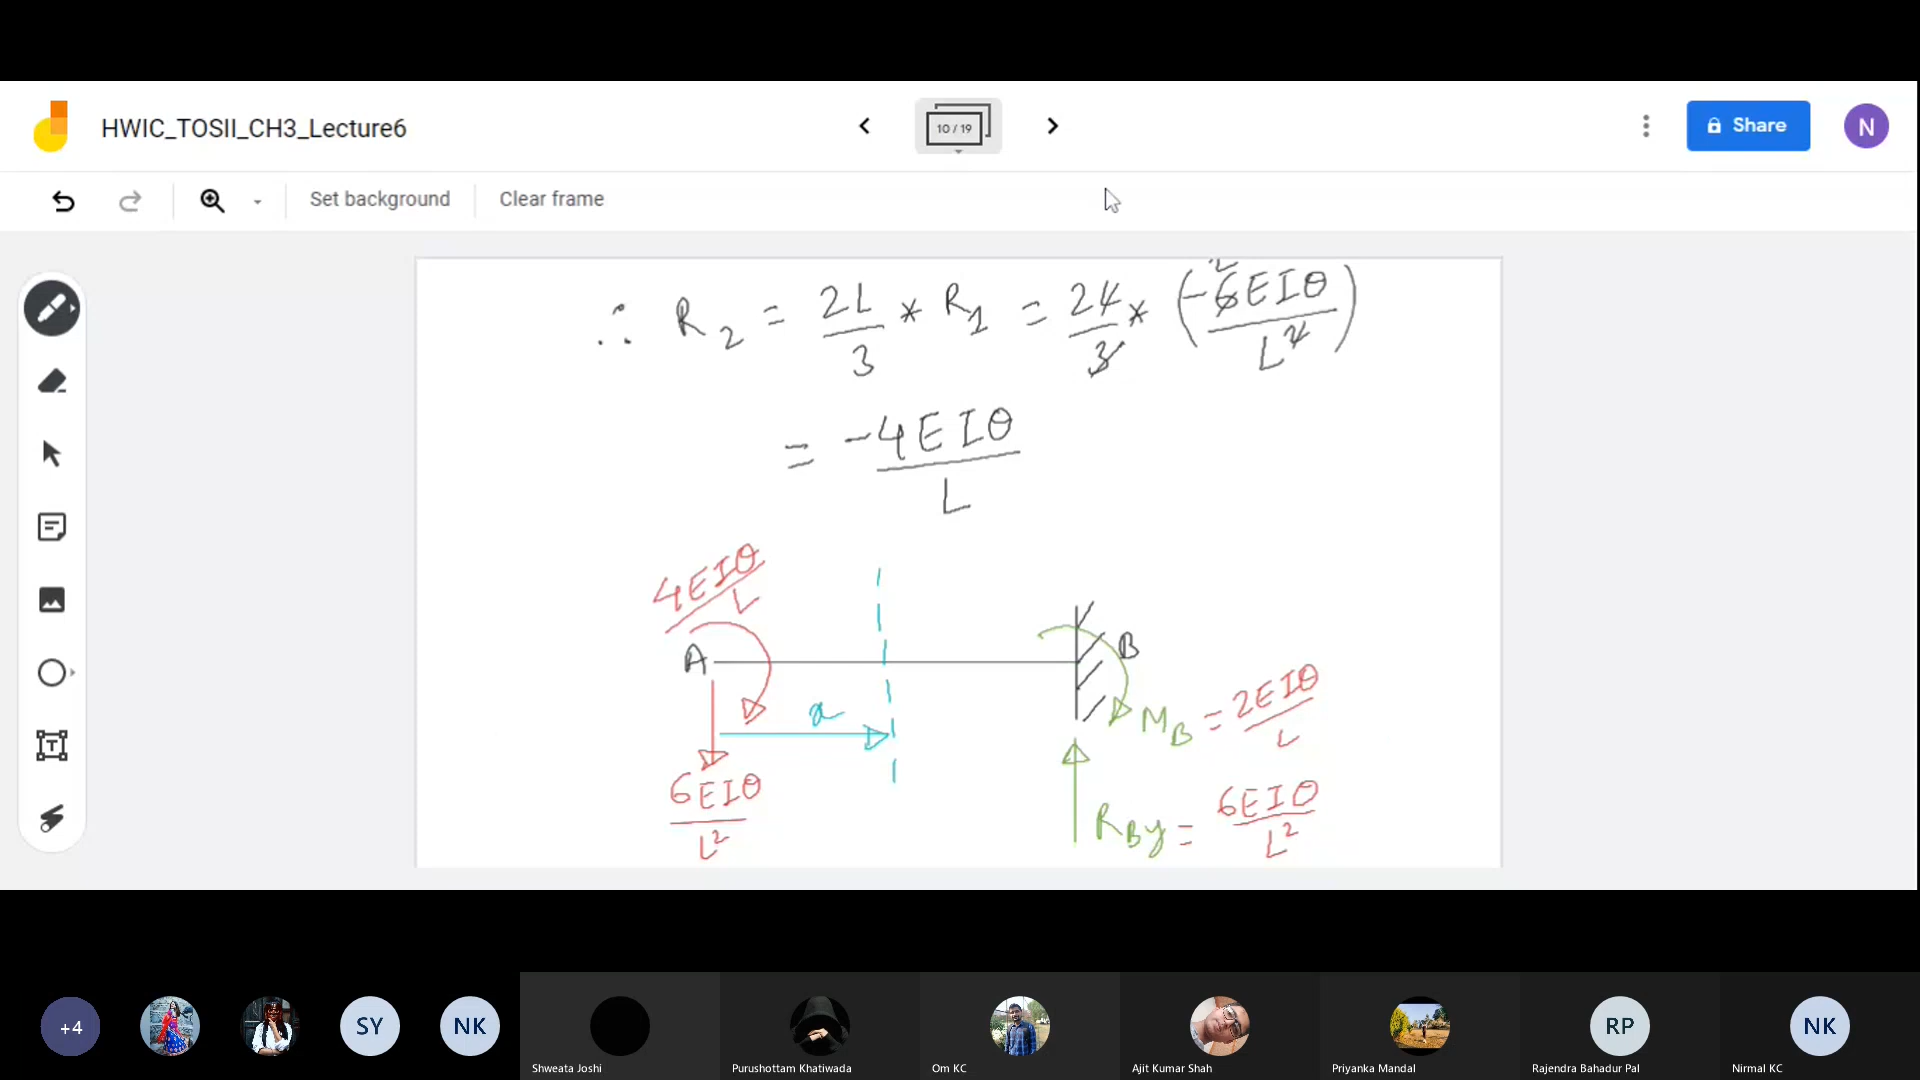 HWIC_TOSII_CH3_Lecture6
10 / 19
Share
N
Set background
Clear frame
∴ R₂ = 2L/3 * R₁ = 2L/3 * (-6EIθ/L²)
2
= -4EIθ/L
4EIθ/L
A
B
x
M_B = 2EIθ/L
6EIθ/L²
R_By = 6EIθ/L²
T
+4
SY
NK
RP
NK
Shweata Joshi
Purushottam Khatiwada
Om KC
Ajit Kumar Shah
Priyanka Mandal
Rajendra Bahadur Pal
Nirmal KC